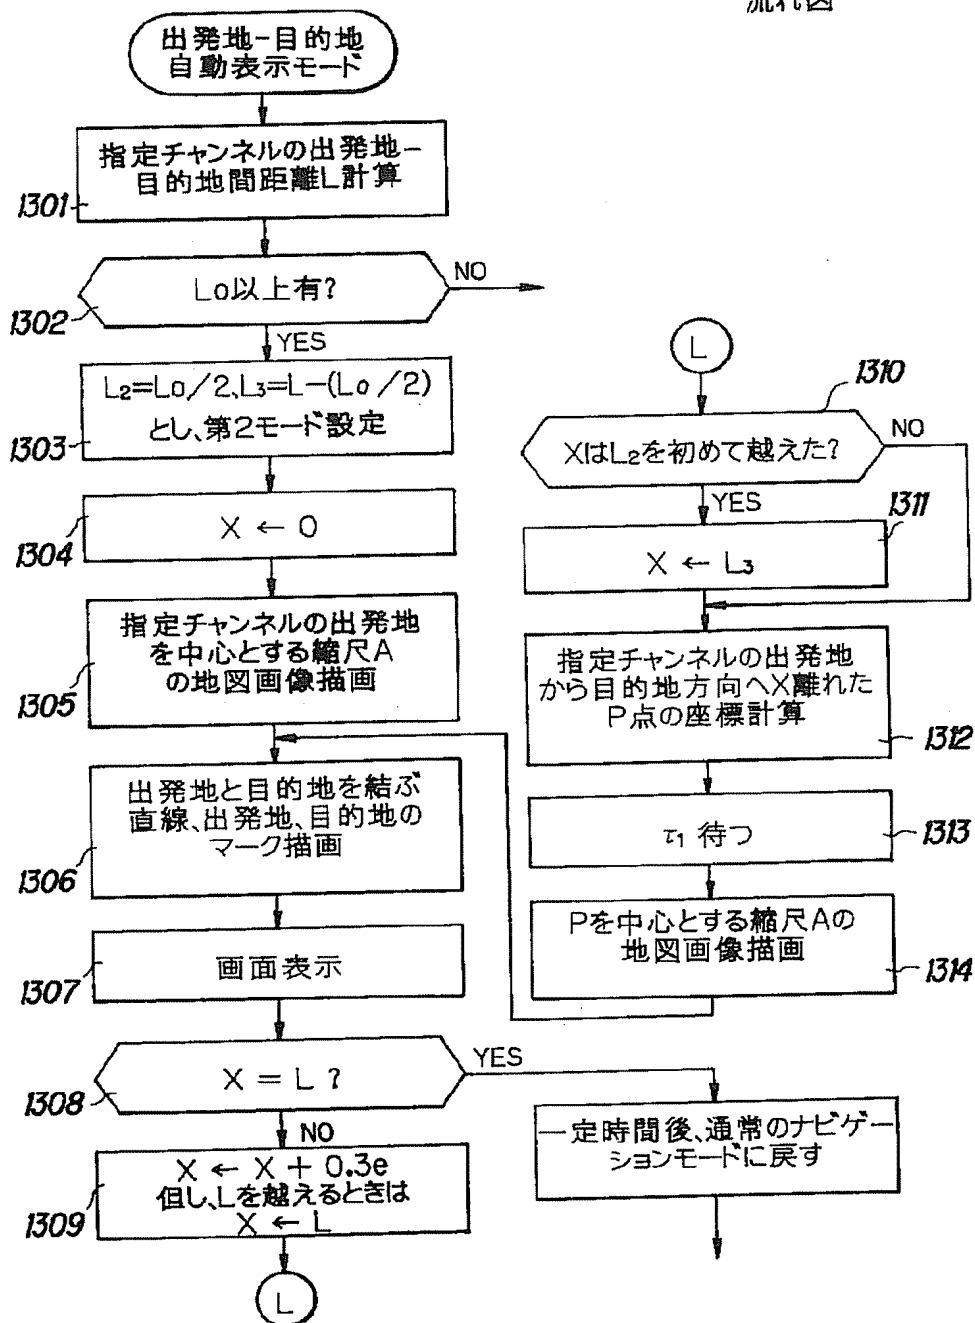 流れ図
出発地-目的地
自動表示モード
指定チャンネルの出発地-
目的地間距離L計算
1301
L0以上有?
NO
1302
YES
L2=L0/2、L3=L-(L0/2)
とし、第2モード設定
1303
X ← 0
1304
指定チャンネルの出発地
を中心とする縮尺A
の地図画像描画
1305
出発地と目的地を結ぶ
直線、出発地、目的地の
マーク描画
1306
画面表示
1307
X = L ?
YES
1308
NO
X ← X + 0.3e
但し、Lを越えるときは
X ← L
1309
L
L
1310
XはL2を初めて越えた?
NO
YES
1311
X ← L3
指定チャンネルの出発地
から目的地方向へX離れた
P点の座標計算
1312
τ1 待つ
1313
Pを中心とする縮尺Aの
地図画像描画
1314
一定時間後、通常のナビゲー
ションモードに戻す